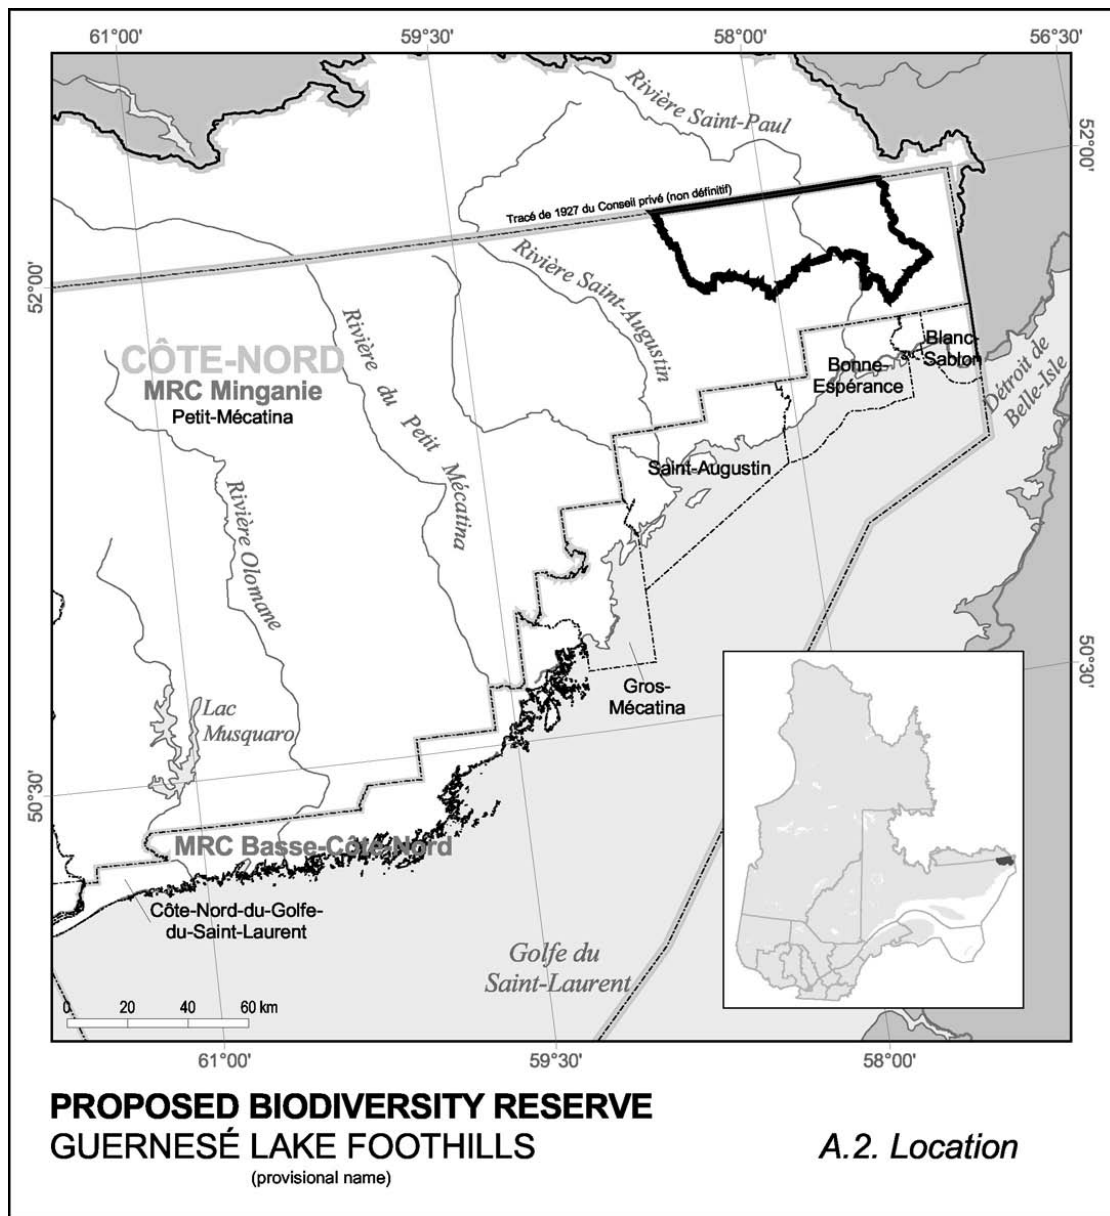 61°00'
59°30'
58°00'
56°30'
Rivière Saint-Paul
52°00'
Tracé de 1927 du Conseil privé (non définitif)
52°00'
Rivière Saint-Augustin
Rivière du Petit Mécatina
CÔTE-NORD
MRC Minganie
Petit-Mécatina
Blanc-
Sablon
Bonne-
Espérance
Détroit de
Belle-Isle
Saint-Augustin
Rivière Olomane
50°30'
Gros-
Mécatina
Lac
Musquaro
50°30'
MRC Basse-Côte-Nord
Côte-Nord-du-Golfe-
du-Saint-Laurent
Golfe du
Saint-Laurent
0 20 40 60 km
61°00'
59°30'
58°00'
PROPOSED BIODIVERSITY RESERVE
GUERNESÉ LAKE FOOTHILLS
(provisional name)
A.2. Location